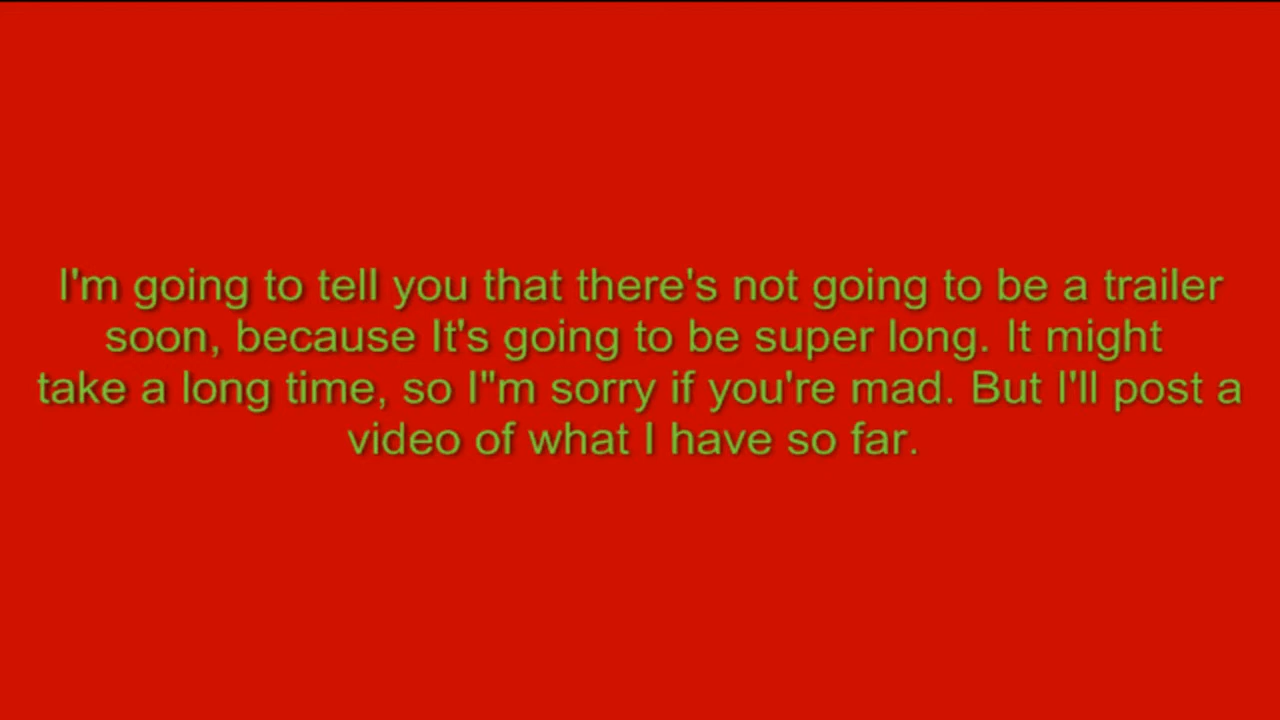 I'm going to tell you that there's not going to be a trailer
soon, because It's going to be super long. It might
take a long time, so I"m sorry if you're mad. But I'll post a
video of what I have so far.